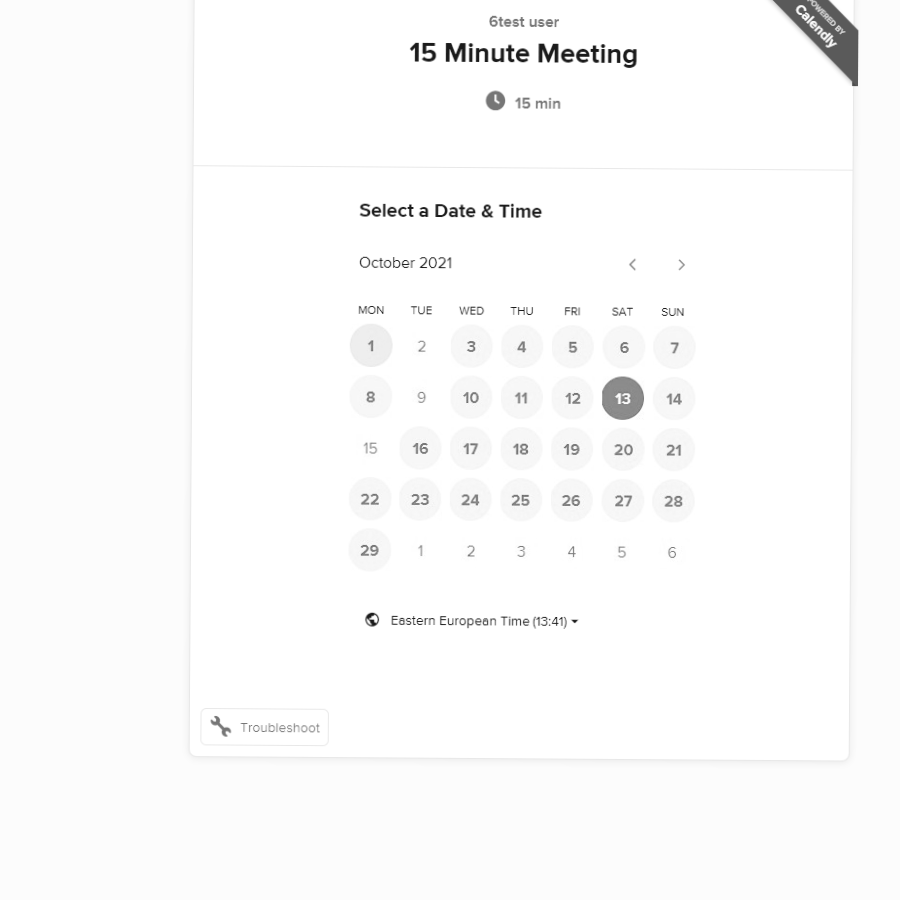 6test user
15 Minute Meeting
15 min
POWERED BY
Calendly
Select a Date & Time
October 2021
MON TUE WED THU FRI SAT SUN
1 2 3 4 5 6 7
8 9 10 11 12 13 14
15 16 17 18 19 20 21
22 23 24 25 26 27 28
29 1 2 3 4 5 6
Eastern European Time (13:41)
Troubleshoot